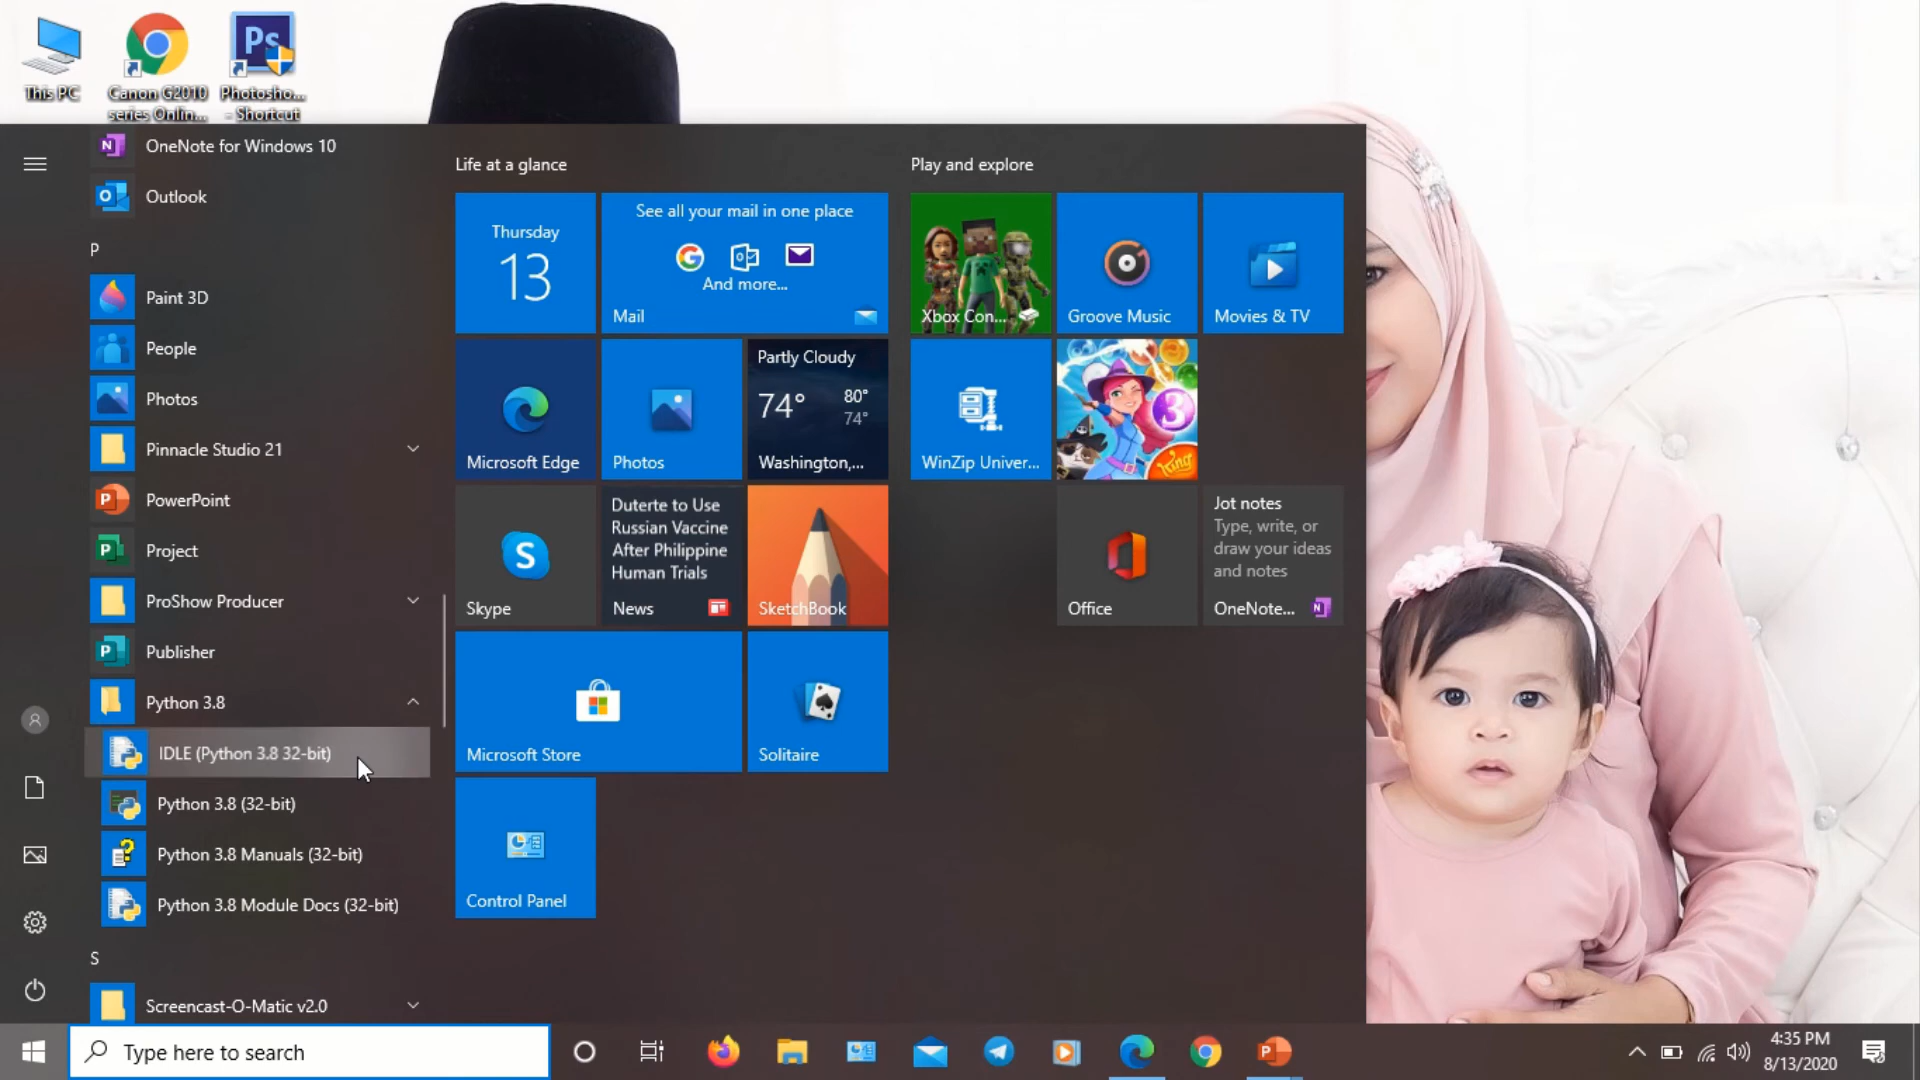 Ps
This PC
Canon G2010
series Onlin...
Photosho...
- Shortcut
OneNote for Windows 10
Outlook
P
Paint 3D
People
Photos
Pinnacle Studio 21
PowerPoint
Project
ProShow Producer
Publisher
Python 3.8
IDLE (Python 3.8 32-bit)
Python 3.8 (32-bit)
Python 3.8 Manuals (32-bit)
Python 3.8 Module Docs (32-bit)
S
Screencast-O-Matic v2.0
Life at a glance
Thursday
13
See all your mail in one place
And more...
Mail
Microsoft Edge
Photos
Partly Cloudy
74° 80°
74°
Washington,...
Skype
Duterte to Use
Russian Vaccine
After Philippine
Human Trials
News
SketchBook
Microsoft Store
Solitaire
Control Panel
Play and explore
Xbox Con...
Groove Music
Movies & TV
WinZip Univer...
3
King
Office
Jot notes
Type, write, or
draw your ideas
and notes
OneNote...
Type here to search
4:35 PM
8/13/2020